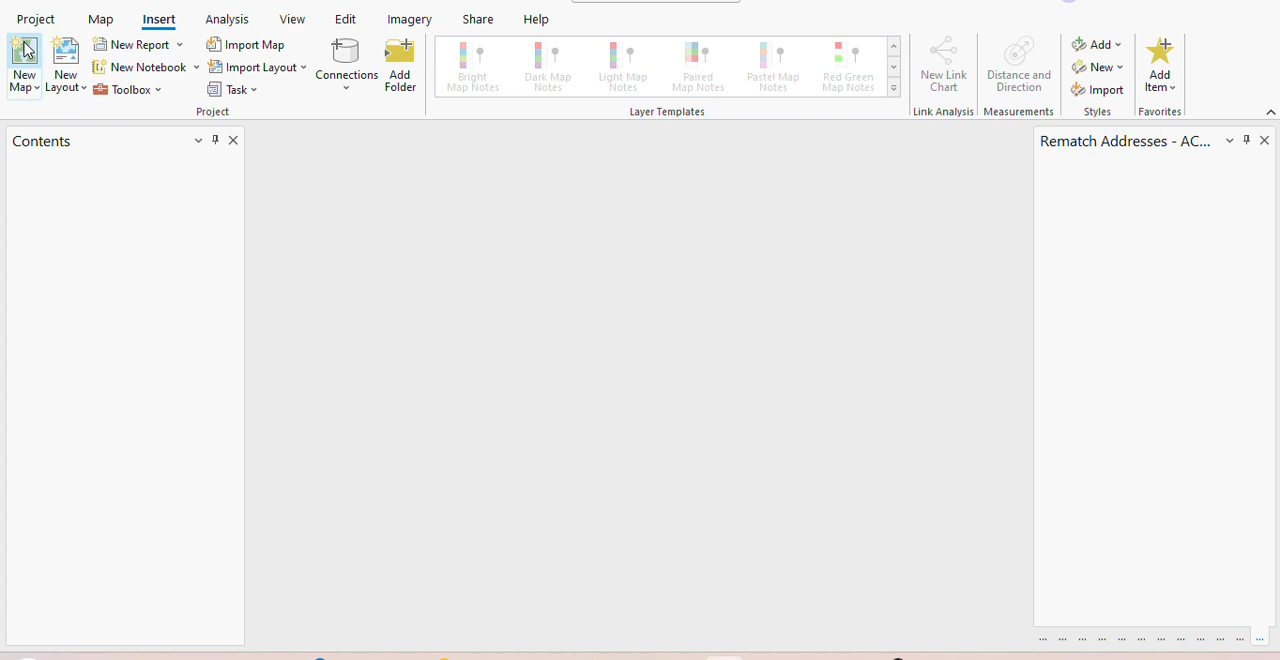 Project Map Insert Analysis View Edit Imagery Share Help
New Map
New Layout
New Report
New Notebook
Toolbox
Import Map
Import Layout
Task
Connections
Add Folder
Project
Bright Map Notes
Dark Map Notes
Light Map Notes
Paired Map Notes
Pastel Map Notes
Red Green Map Notes
Layer Templates
New Link Chart
Link Analysis
Distance and Direction
Measurements
Add
New
Import
Styles
Add Item
Favorites
Contents
Rematch Addresses - AC...
... ... ... ... ... ... ... ... ... ... ... ...